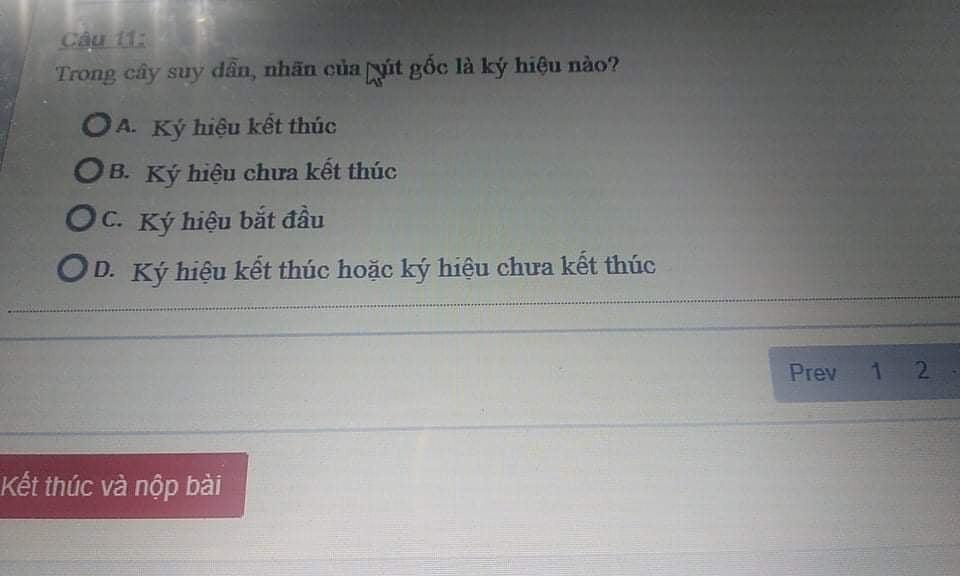 Câu 11:
Trong cây suy dẫn, nhãn của nút gốc là ký hiệu nào?
A. Ký hiệu kết thúc
B. Ký hiệu chưa kết thúc
C. Ký hiệu bắt đầu
D. Ký hiệu kết thúc hoặc ký hiệu chưa kết thúc
Prev 1 2
Kết thúc và nộp bài